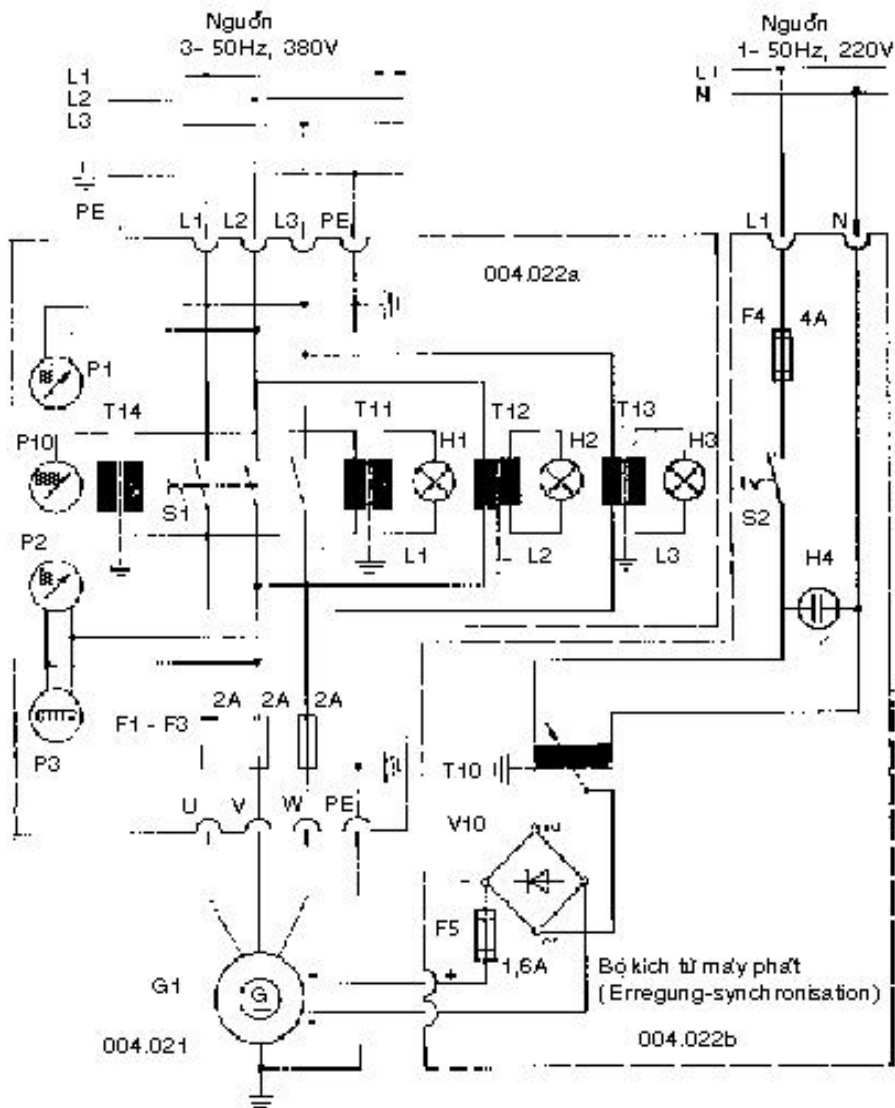 Nguồn
3~ 50Hz, 380V
Nguồn
1~ 50Hz, 220V
L1
L2
L3
L1
N
PE
L1 L2 L3 PE
L1 N
004.022a
F4 4A
P1
T14
T11
T12
T13
P10
H1
H2
H3
S1
S2
P2
L1
L2
L3
H4
2A 2A 2A
F1 - F3
P3
T10
U V W PE
V10
-
F5
1,6A
+
Bộ kích từ máy phát
(Erregung-synchronisation)
G1
G
004.021
004.022b